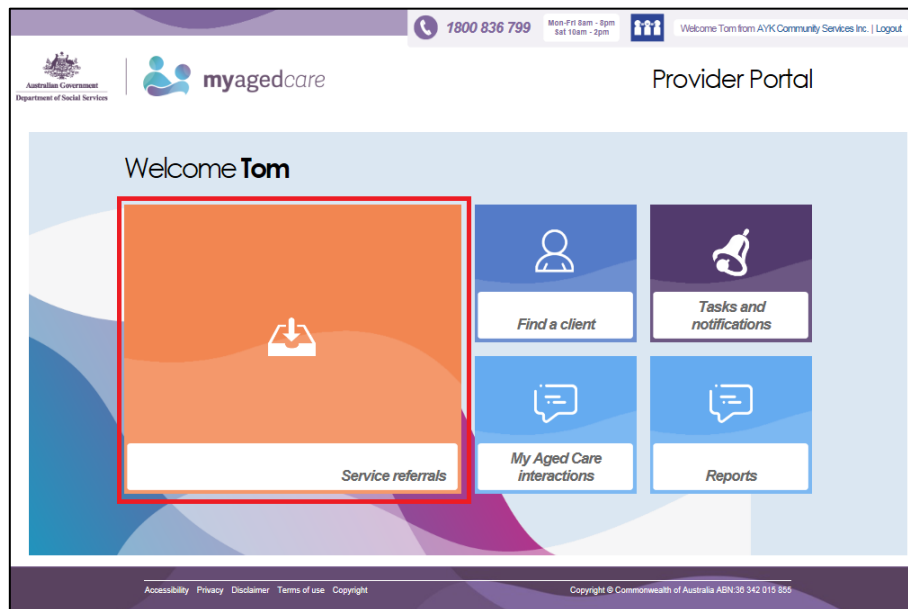 1800 836 799
Mon-Fri 8am - 8pm
Sat 10am - 2pm
Welcome Tom from AYK Community Services Inc. | Logout
Australian Government
Department of Social Services
myagedcare
Provider Portal
Welcome Tom
Find a client
Tasks and
notifications
Service referrals
My Aged Care
interactions
Reports
Accessibility Privacy Disclaimer Terms of use Copyright
Copyright © Commonwealth of Australia ABN:36 342 015 855